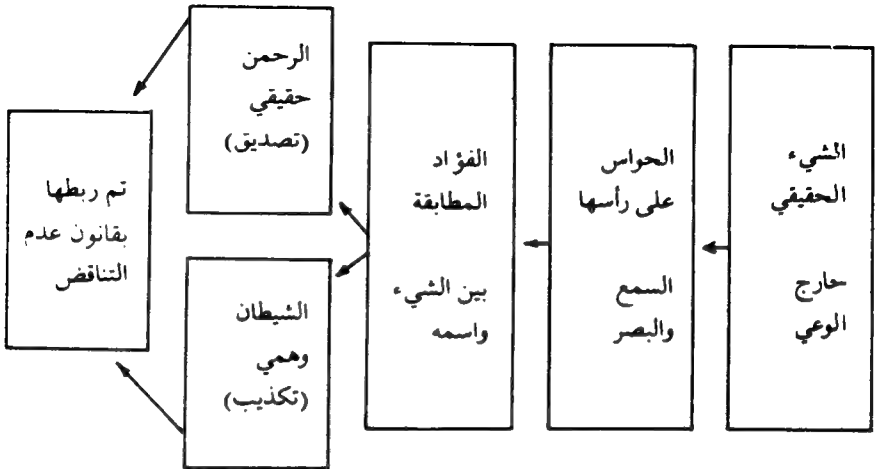 الشيء
الحقيقي
خارج
الوعي
الحواس
على رأسها
السمع
والبصر
الفؤاد
المطابقة
بين الشيء
واسمه
الرحمن
حقيقي
(تصديق)
الشيطان
وهمي
(تكذيب)
تم ربطها
بقانون عدم
التناقض